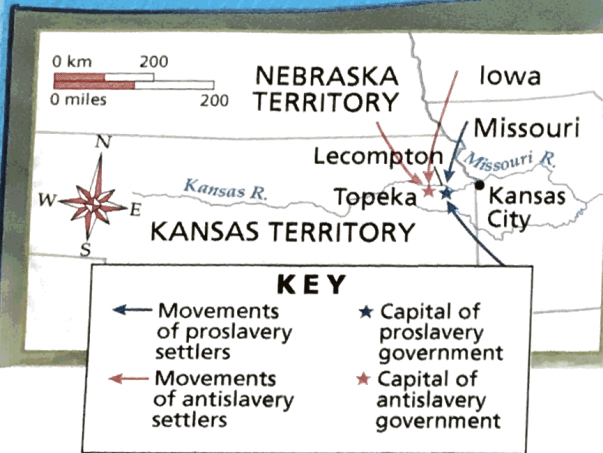 0 km 200
0 miles 200
NEBRASKA
TERRITORY
Iowa
Missouri
Lecompton
Missouri R.
N
W
E
S
Kansas R.
Topeka
Kansas
City
KANSAS TERRITORY
KEY
Movements
of proslavery
settlers
Capital of
proslavery
government
Movements
of antislavery
settlers
Capital of
antislavery
government